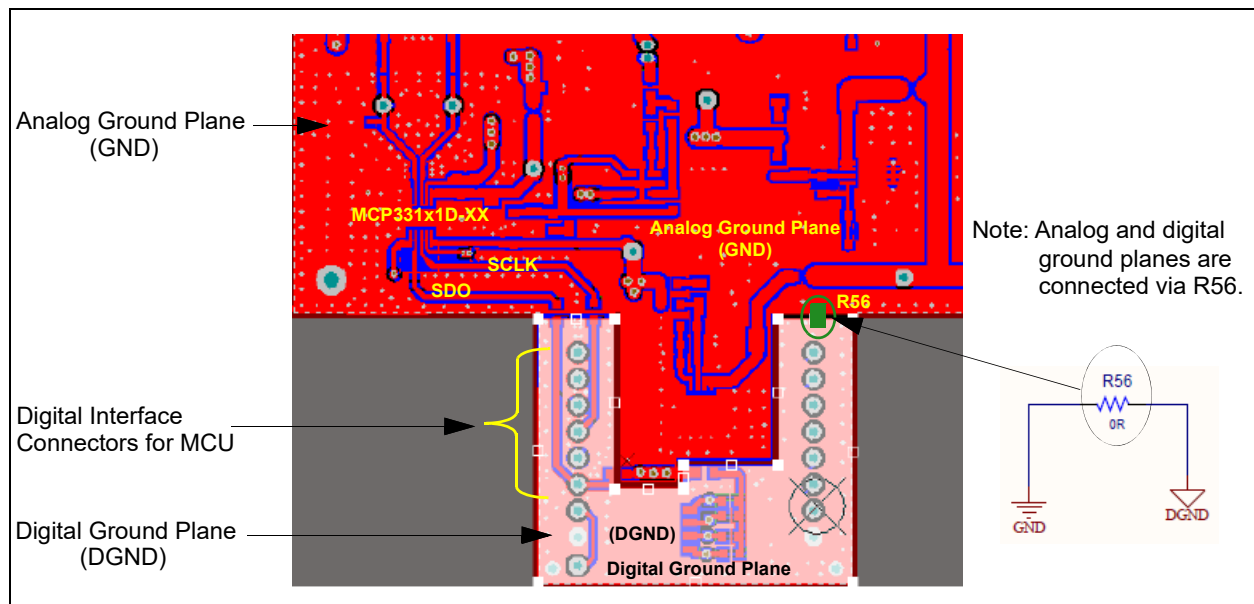 Analog Ground Plane
(GND)
MCP331x1D-XX
SCLK
SDO
Analog Ground Plane
(GND)
R56
Note: Analog and digital
ground planes are
connected via R56.
R56
0R
GND
DGND
Digital Interface
Connectors for MCU
Digital Ground Plane
(DGND)
(DGND)
Digital Ground Plane